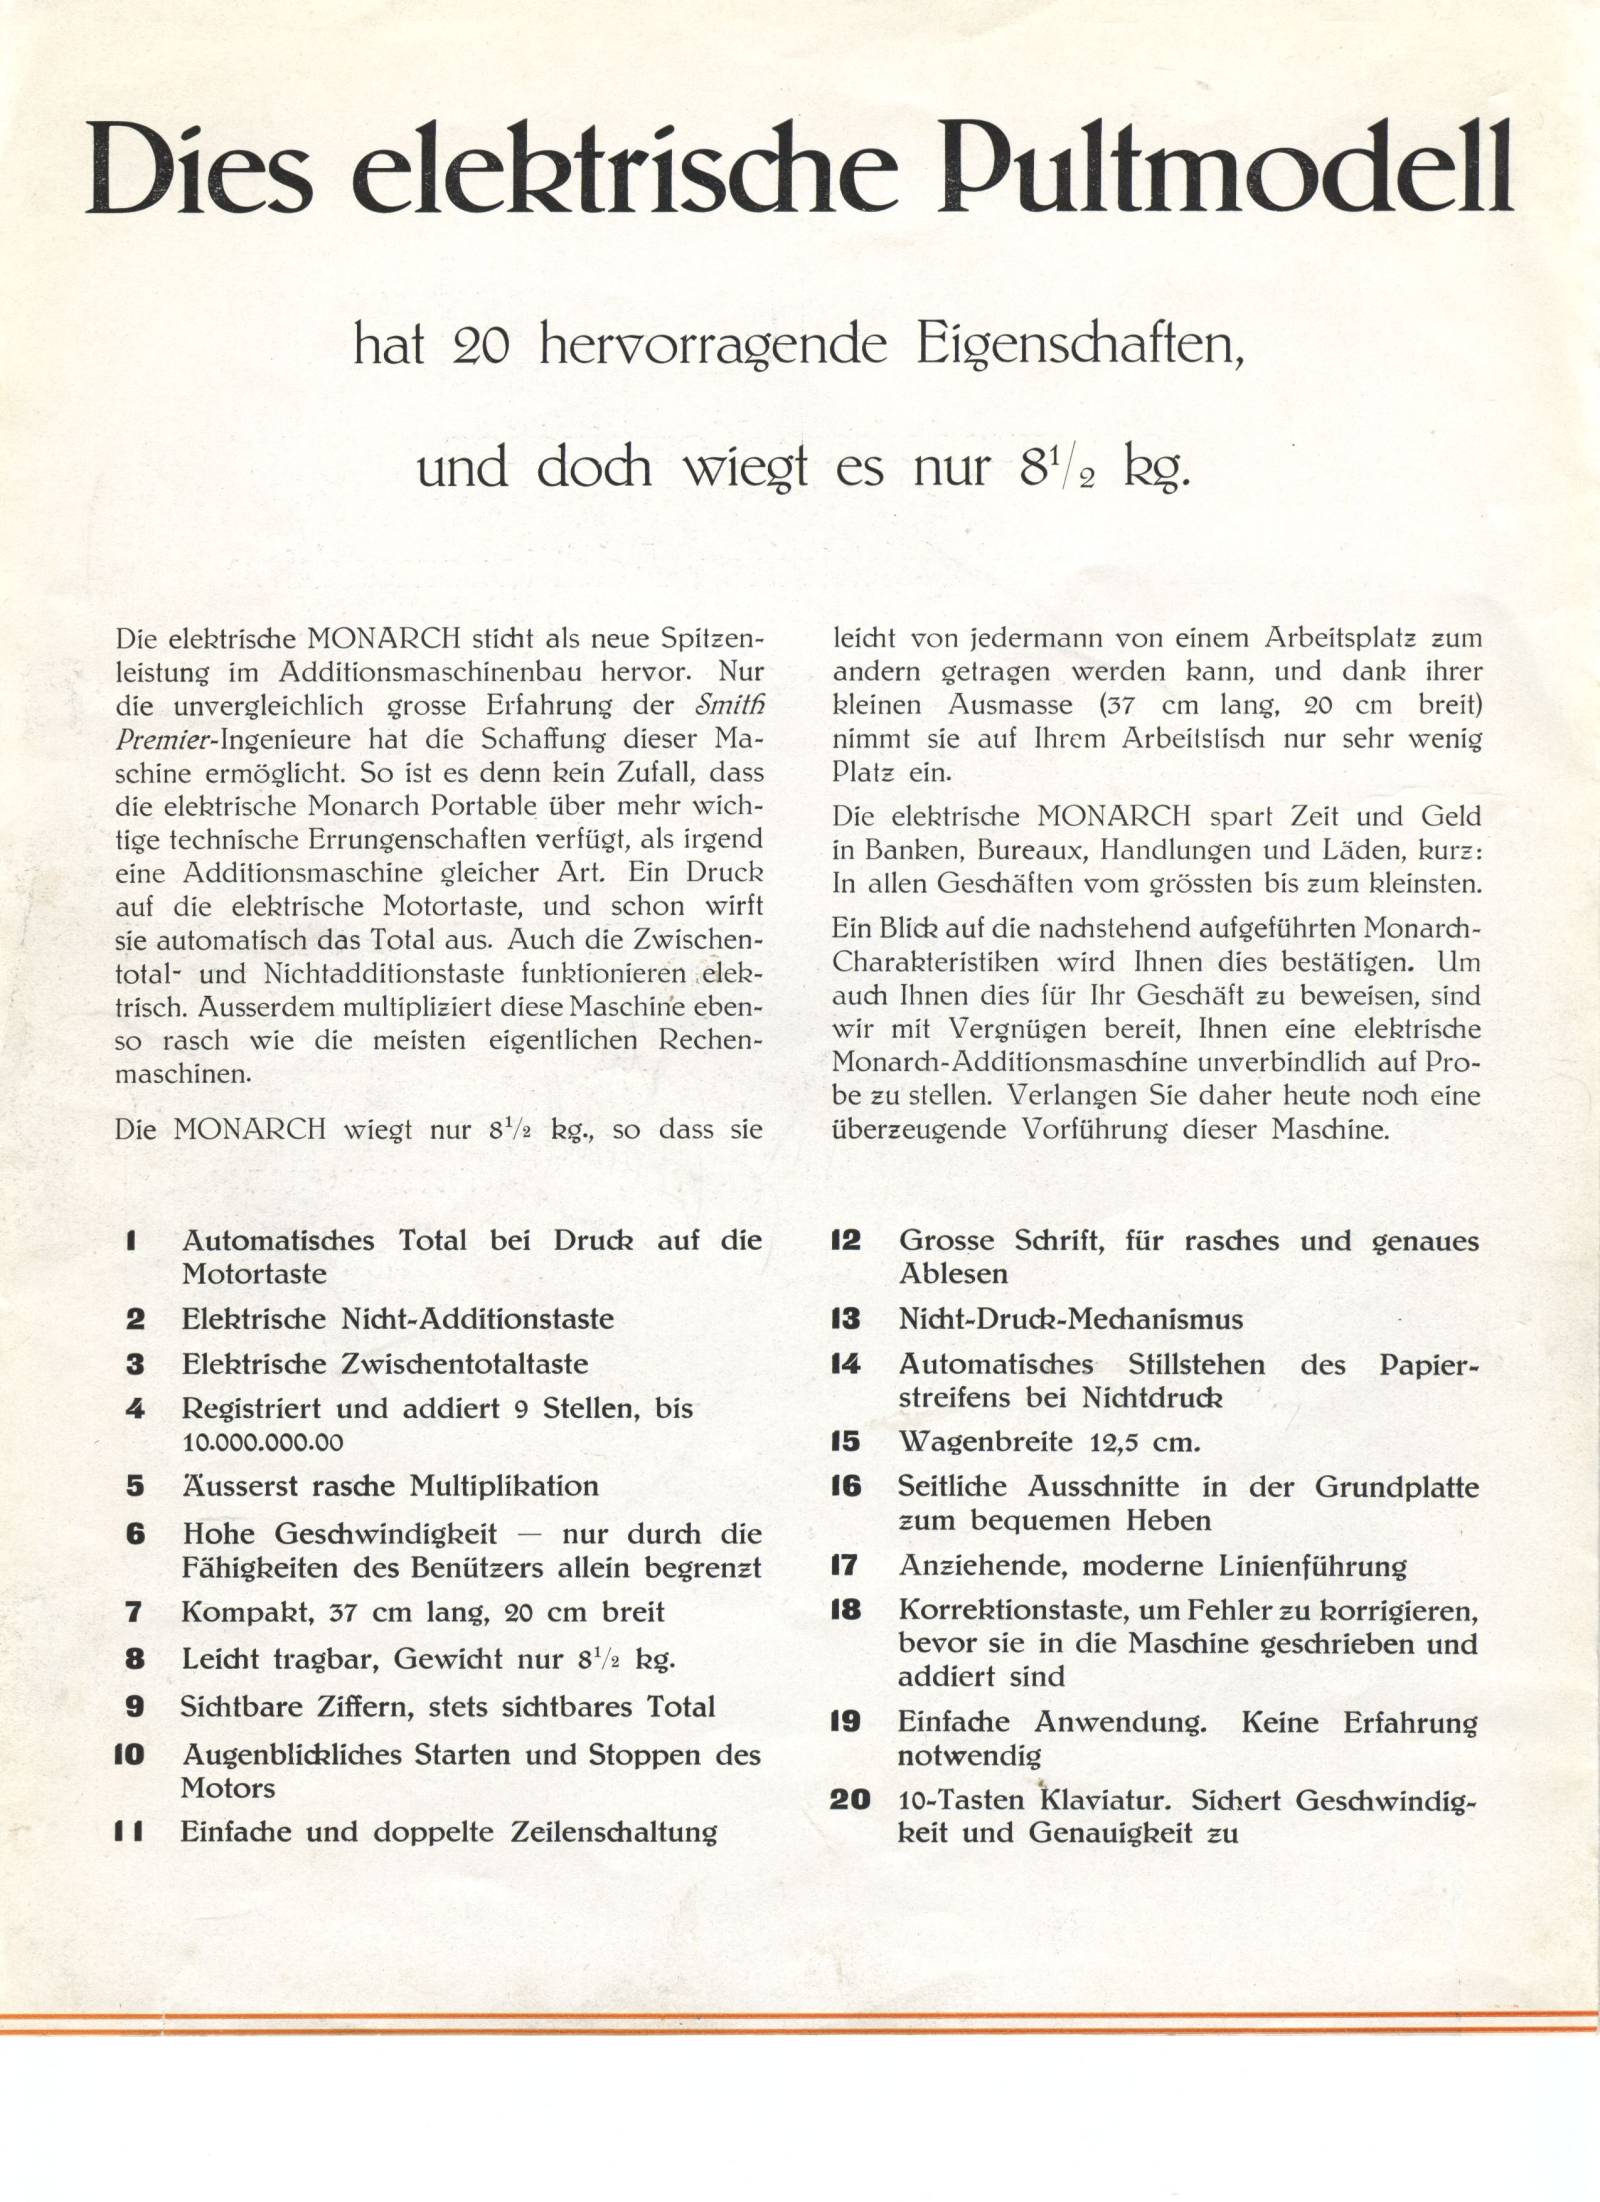 Dies elektrische Pultmodell
hat 20 hervorragende Eigenschaften,
und doch wiegt es nur 8½ kg.
Die elektrische MONARCH sticht als neue Spitzen-
leistung im Additionsmaschinenbau hervor. Nur
die unvergleichlich grosse Erfahrung der Smith
Premier-Ingenieure hat die Schaffung dieser Ma-
schine ermöglicht. So ist es denn kein Zufall, dass
die elektrische Monarch Portable über mehr wich-
tige technische Errungenschaften verfügt, als irgend
eine Additionsmaschine gleicher Art. Ein Druck
auf die elektrische Motortaste, und schon wirft
sie automatisch das Total aus. Auch die Zwischen-
total- und Nichtadditionstaste funktionieren elek-
trisch. Ausserdem multipliziert diese Maschine eben-
so rasch wie die meisten eigentlichen Rechen-
maschinen.
Die MONARCH wiegt nur 8½ kg., so dass sie
leicht von jedermann von einem Arbeitsplatz zum
andern getragen werden kann, und dank ihrer
kleinen Ausmasse (37 cm lang, 20 cm breit)
nimmt sie auf Ihrem Arbeitstisch nur sehr wenig
Platz ein.
Die elektrische MONARCH spart Zeit und Geld
in Banken, Bureaux, Handlungen und Läden, kurz:
In allen Geschäften vom grössten bis zum kleinsten.
Ein Blick auf die nachstehend aufgeführten Monarch-
Charakteristiken wird Ihnen dies bestätigen. Um
auch Ihnen dies für Ihr Geschäft zu beweisen, sind
wir mit Vergnügen bereit, Ihnen eine elektrische
Monarch-Additionsmaschine unverbindlich auf Pro-
be zu stellen. Verlangen Sie daher heute noch eine
überzeugende Vorführung dieser Maschine.
1 Automatisches Total bei Druck auf die
Motortaste
2 Elektrische Nicht-Additionstaste
3 Elektrische Zwischentotaltaste
4 Registriert und addiert 9 Stellen, bis
10.000.000.00
5 Äusserst rasche Multiplikation
6 Hohe Geschwindigkeit — nur durch die
Fähigkeiten des Benützers allein begrenzt
7 Kompakt, 37 cm lang, 20 cm breit
8 Leicht tragbar, Gewicht nur 8½ kg.
9 Sichtbare Ziffern, stets sichtbares Total
10 Augenblickliches Starten und Stoppen des
Motors
11 Einfache und doppelte Zeilenschaltung
12 Grosse Schrift, für rasches und genaues
Ablesen
13 Nicht-Druck-Mechanismus
14 Automatisches Stillstehen des Papier-
streifens bei Nichtdruck
15 Wagenbreite 12,5 cm.
16 Seitliche Ausschnitte in der Grundplatte
zum bequemen Heben
17 Anziehende, moderne Linienführung
18 Korrektionstaste, um Fehler zu korrigieren,
bevor sie in die Maschine geschrieben und
addiert sind
19 Einfache Anwendung. Keine Erfahrung
notwendig
20 10-Tasten Klaviatur. Sichert Geschwindig-
keit und Genauigkeit zu